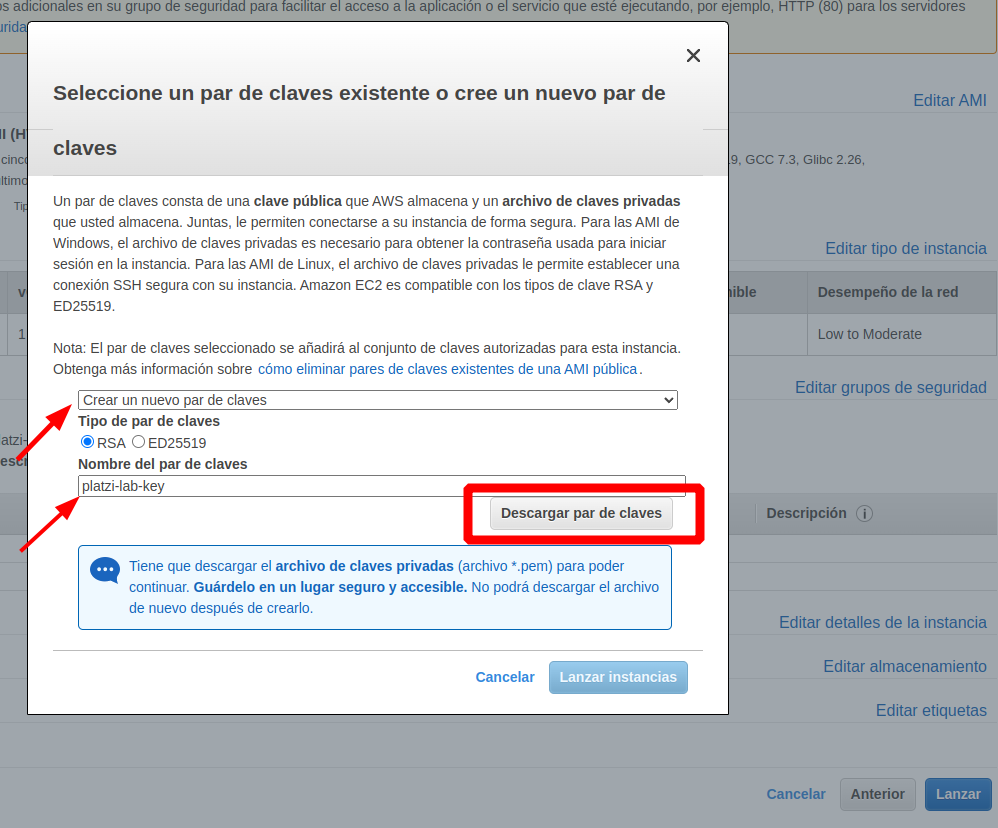 os adicionales en su grupo de seguridad para facilitar el acceso a la aplicación o el servicio que esté ejecutando, por ejemplo, HTTP (80) para los servidores
Seleccione un par de claves existente o cree un nuevo par de
claves
Editar AMI
9, GCC 7.3, Glibc 2.26,
Un par de claves consta de una clave pública que AWS almacena y un archivo de claves privadas
que usted almacena. Juntas, le permiten conectarse a su instancia de forma segura. Para las AMI de
Windows, el archivo de claves privadas es necesario para obtener la contraseña usada para iniciar
sesión en la instancia. Para las AMI de Linux, el archivo de claves privadas le permite establecer una
conexión SSH segura con su instancia. Amazon EC2 es compatible con los tipos de clave RSA y
ED25519.
Editar tipo de instancia
nible
Desempeño de la red
Low to Moderate
Nota: El par de claves seleccionado se añadirá al conjunto de claves autorizadas para esta instancia.
Obtenga más información sobre cómo eliminar pares de claves existentes de una AMI pública .
Editar grupos de seguridad
Crear un nuevo par de claves
Tipo de par de claves
RSA ED25519
Nombre del par de claves
platzi-lab-key
Descargar par de claves
Descripción i
Tiene que descargar el archivo de claves privadas (archivo *.pem) para poder
continuar. Guárdelo en un lugar seguro y accesible. No podrá descargar el archivo
de nuevo después de crearlo.
Editar detalles de la instancia
Editar almacenamiento
Cancelar Lanzar instancias
Editar etiquetas
Cancelar Anterior Lanzar